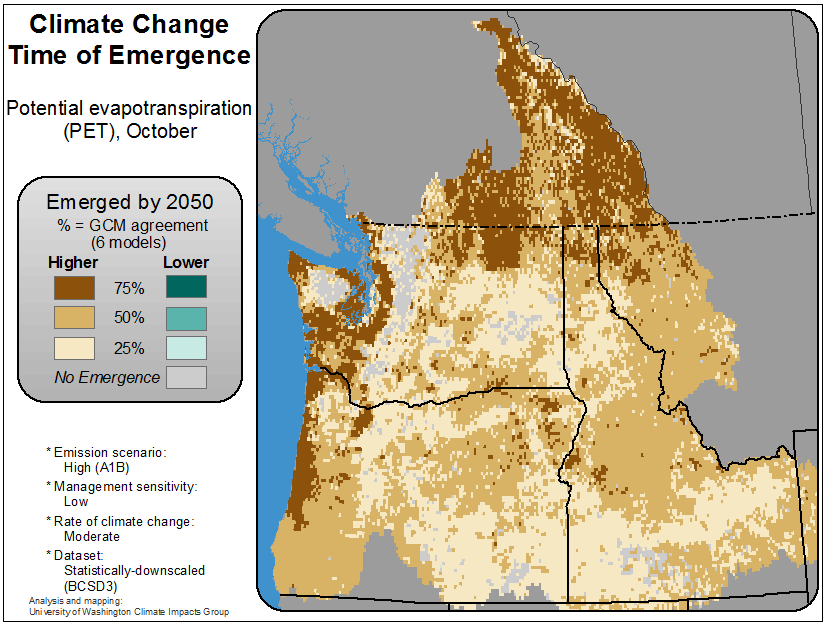 Climate Change
Time of Emergence
Potential evapotranspiration
(PET), October
Emerged by 2050
% = GCM agreement
(6 models)
Higher Lower
75%
50%
25%
No Emergence
* Emission scenario:
High (A1B)
* Management sensitivity:
Low
* Rate of climate change:
Moderate
* Dataset:
Statistically-downscaled
(BCSD3)
Analysis and mapping:
University of Washington Climate Impacts Group